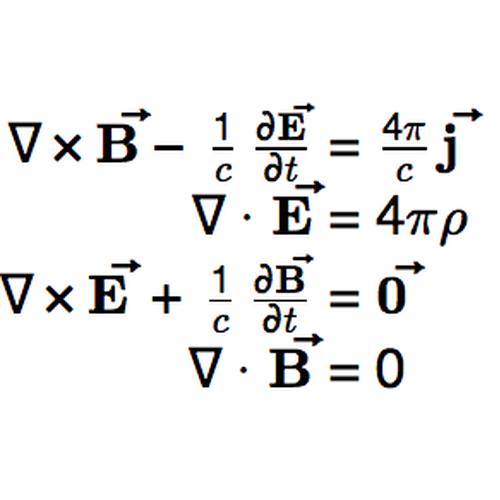 ∇ × B⃗ − 1/c ∂E⃗/∂t = 4π/c j⃗
∇ · E⃗ = 4πρ
∇ × E⃗ + 1/c ∂B⃗/∂t = 0⃗
∇ · B⃗ = 0